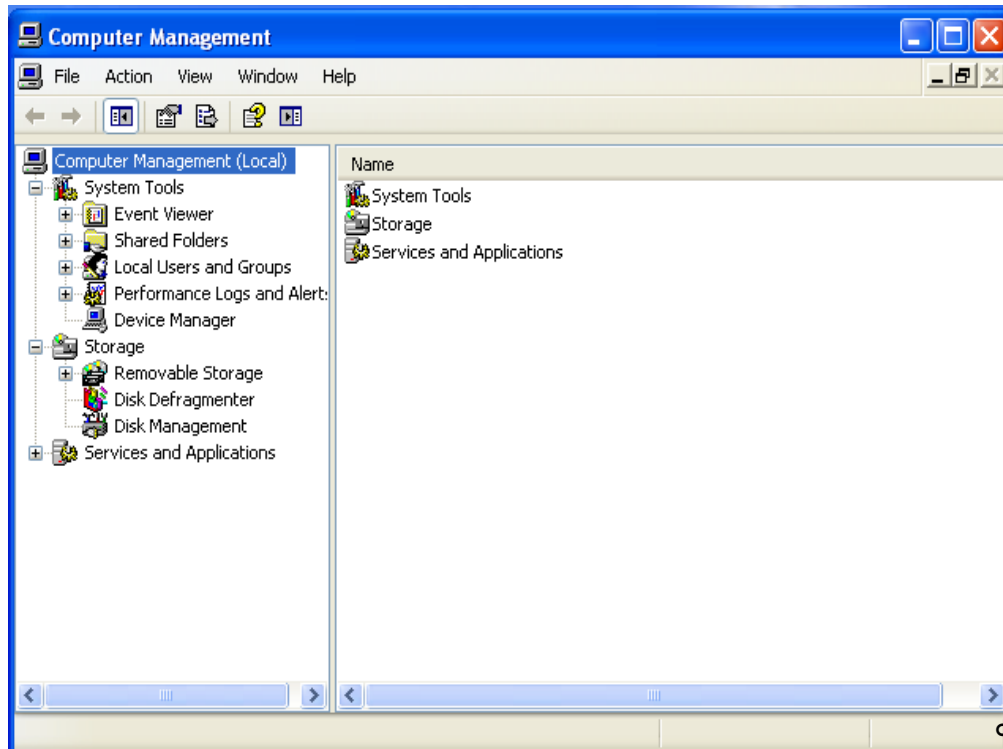 Computer Management
File Action View Window Help
Computer Management (Local)
System Tools
Event Viewer
Shared Folders
Local Users and Groups
Performance Logs and Alert
Device Manager
Storage
Removable Storage
Disk Defragmenter
Disk Management
Services and Applications
Name
System Tools
Storage
Services and Applications